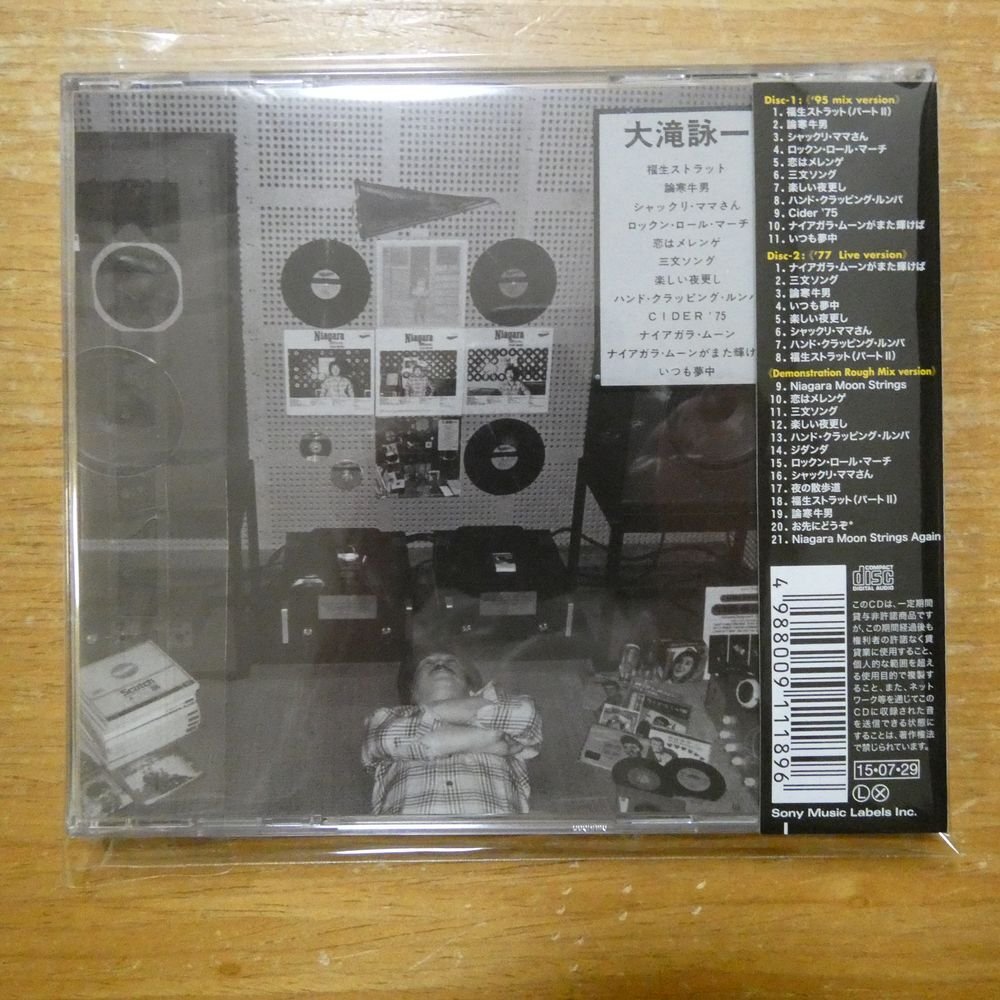 大滝詠一
福生ストラット
論寒牛男
シャックリ・ママさん
ロックン・ロール・マーチ
恋はメレンゲ
三文ソング
楽しい夜更し
ハンド・クラッピング・ルンバ
CIDER '75
ナイアガラ・ムーン
ナイアガラ・ムーンがまた輝け
いつも夢中
Niagara
Niagara
Niagara
Scotch
Disc-1:《'95 mix version》
1. 福生ストラット(パートII)
2. 論寒牛男
3. シャックリ・ママさん
4. ロックン・ロール・マーチ
5. 恋はメレンゲ
6. 三文ソング
7. 楽しい夜更し
8. ハンド・クラッピング・ルンバ
9. Cider '75
10. ナイアガラ・ムーンがまた輝けば
11. いつも夢中
Disc-2:《'77 Live version》
1. ナイアガラ・ムーンがまた輝けば
2. 三文ソング
3. 論寒牛男
4. いつも夢中
5. 楽しい夜更し
6. シャックリ・ママさん
7. ハンド・クラッピング・ルンバ
8. 福生ストラット(パートII)
《Demonstration Rough Mix version》
9. Niagara Moon Strings
10. 恋はメレンゲ
11. 三文ソング
12. 楽しい夜更し
13. ハンド・クラッピング・ルンバ
14. ジダンダ
15. ロックン・ロール・マーチ
16. シャックリ・ママさん
17. 夜の散歩道
18. 福生ストラット(パートII)
19. 論寒牛男
20. お先にどうぞ*
21. Niagara Moon Strings Again
4 988009 111896
COMPACT
disc
DIGITAL AUDIO
このCDは、一定期間
貸与非許諾商品です
が、この期間経過後も
権利者の許諾なく賃
貸業に使用すること、
個人的な範囲を超え
る使用目的で複製す
ること、また、ネット
ワーク等を通じてこの
CDに収録された音
を送信できる状態に
することは、著作権法
で禁じられています。
15・07・29
Ⓛ Ⓧ
Sony Music Labels Inc.